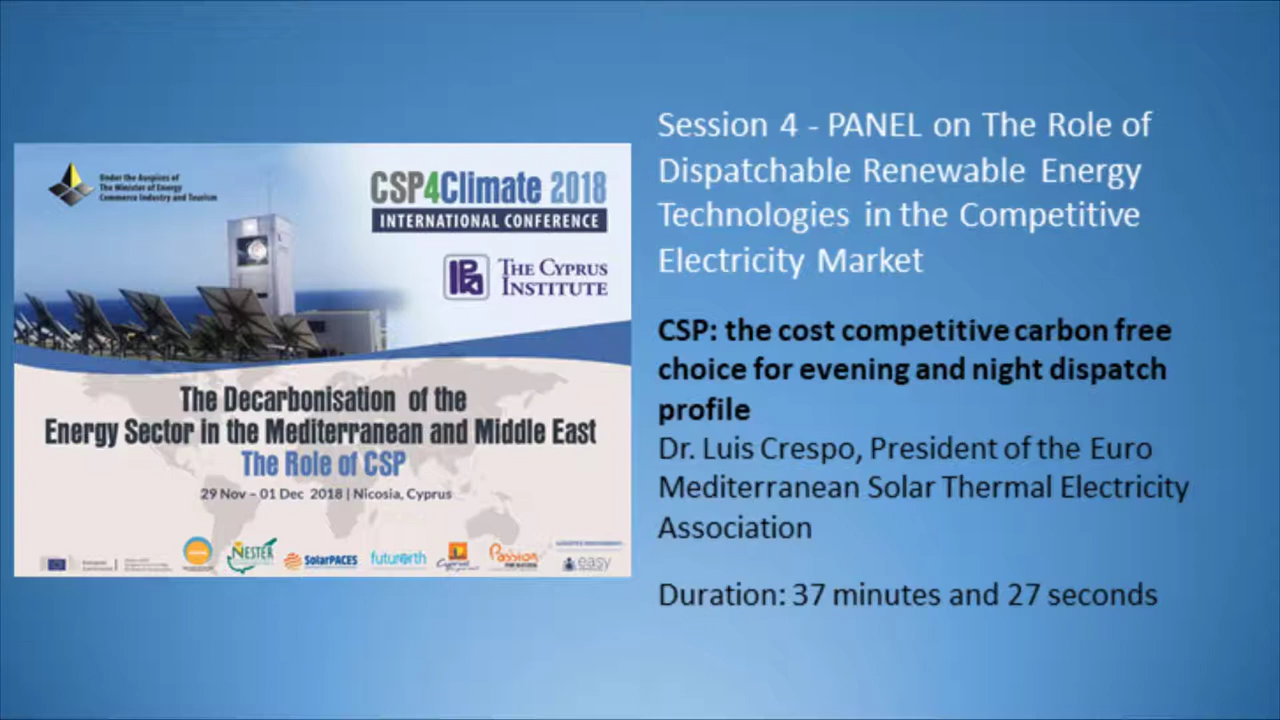 Under the Auspices of
The Minister of Energy
Commerce Industry and Tourism
CSP4Climate 2018
INTERNATIONAL CONFERENCE
THE CYPRUS
INSTITUTE
The Decarbonisation of the
Energy Sector in the Mediterranean and Middle East
The Role of CSP
29 Nov – 01 Dec 2018 | Nicosia, Cyprus
NESTER
SolarPACES
Passion
easy
Session 4 - PANEL on The Role of
Dispatchable Renewable Energy
Technologies in the Competitive
Electricity Market
CSP: the cost competitive carbon free
choice for evening and night dispatch
profile
Dr. Luis Crespo, President of the Euro
Mediterranean Solar Thermal Electricity
Association
Duration: 37 minutes and 27 seconds